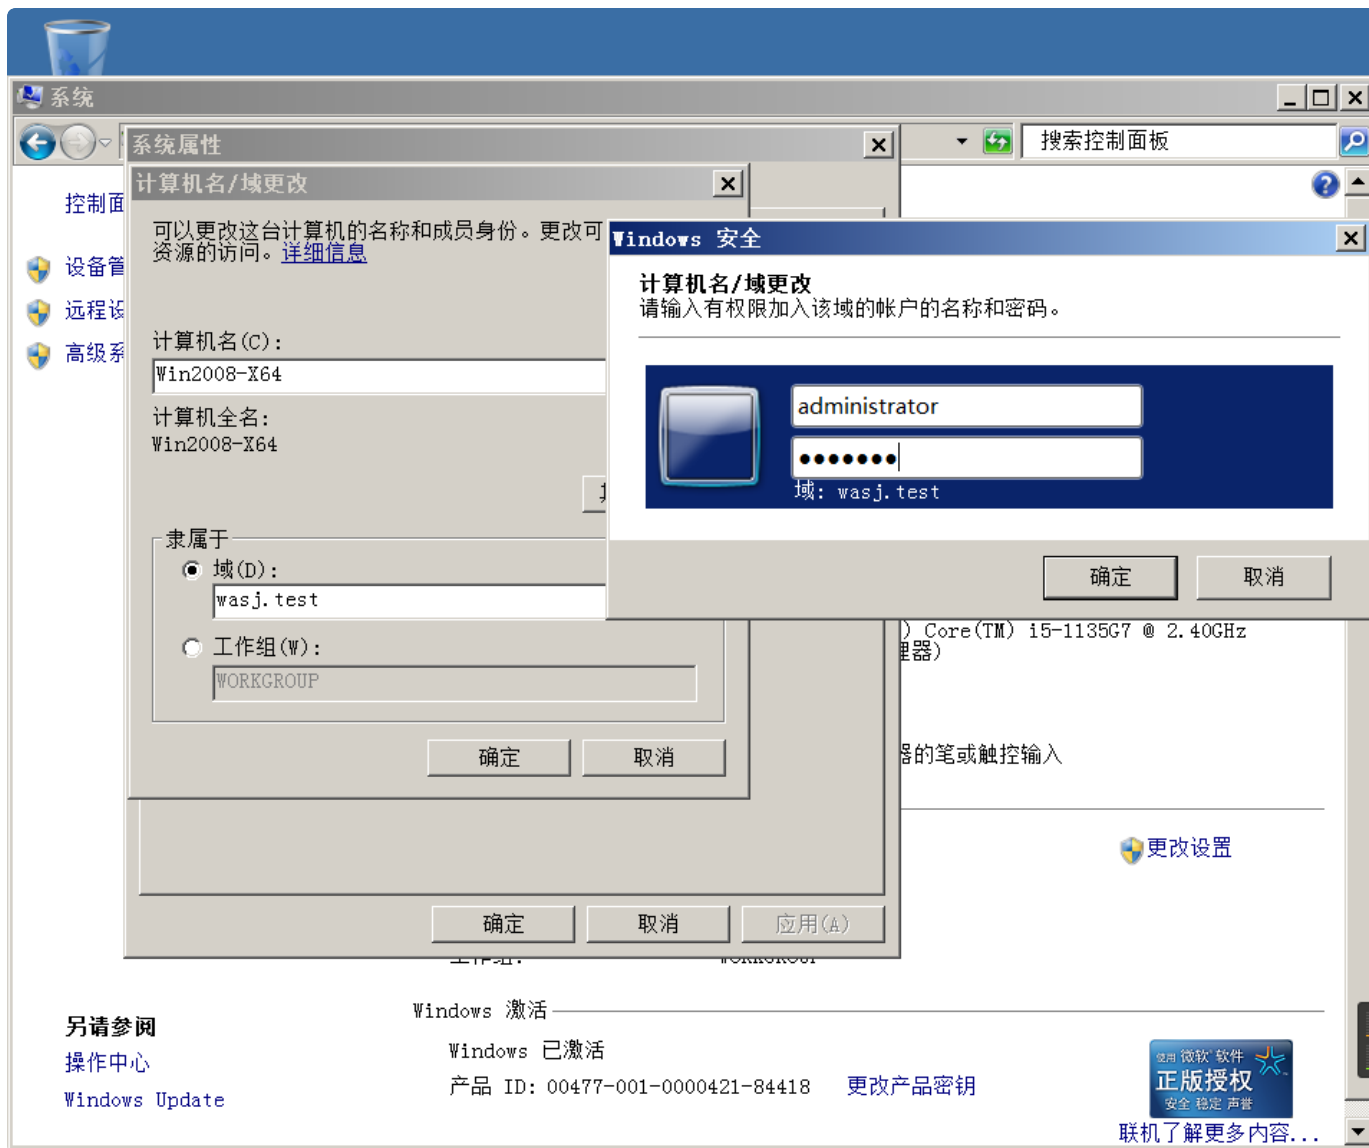 系统
搜索控制面板
系统属性
计算机名/域更改
控制面
设备管
远程设
高级系
可以更改这台计算机的名称和成员身份。更改可
资源的访问。详细信息
计算机名(C):
Win2008-X64
计算机全名:
Win2008-X64
隶属于
域(D):
wasj.test
工作组(W):
WORKGROUP
确定
取消
Windows 安全
计算机名/域更改
请输入有权限加入该域的帐户的名称和密码。
administrator
●●●●●●●
域: wasj.test
确定
取消
) Core(TM) i5-1135G7 @ 2.40GHz
理器)
器的笔或触控输入
更改设置
确定
取消
应用(A)
工作组:
WORKGROUP
Windows 激活
Windows 已激活
产品 ID: 00477-001-0000421-84418
更改产品密钥
另请参阅
操作中心
Windows Update
使用 微软 软件
正版授权
安全 稳定 声誉
联机了解更多内容...